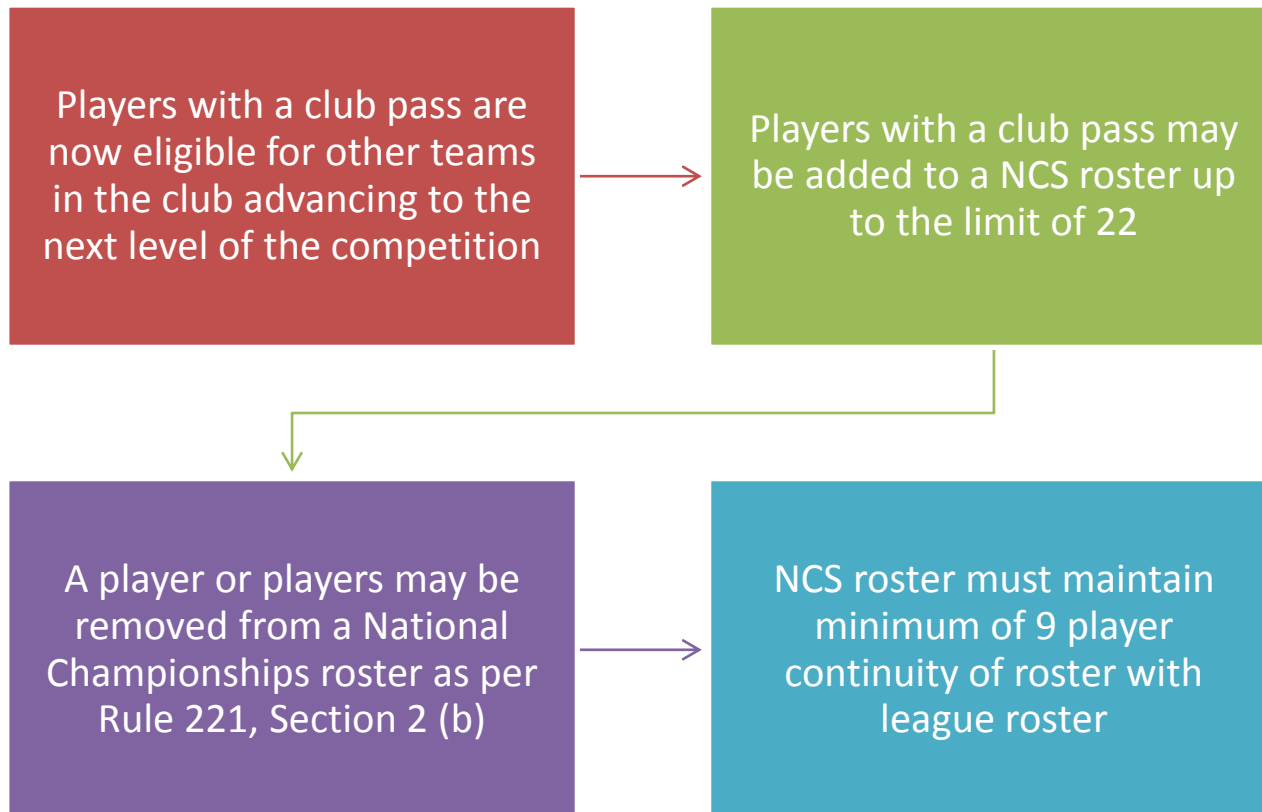 Players with a club pass are
now eligible for other teams
in the club advancing to the
next level of the competition
Players with a club pass may
be added to a NCS roster up
to the limit of 22
A player or players may be
removed from a National
Championships roster as per
Rule 221, Section 2 (b)
NCS roster must maintain
minimum of 9 player
continuity of roster with
league roster